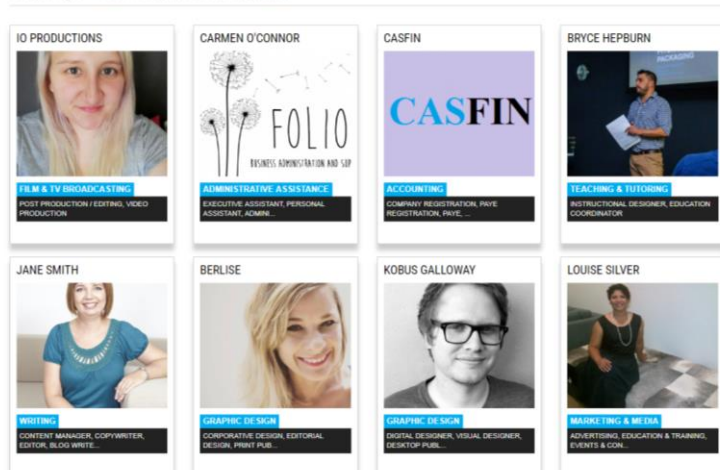 IO PRODUCTIONS
FILM & TV BROADCASTING
POST PRODUCTION / EDITING, VIDEO
PRODUCTION
CARMEN O'CONNOR
FOLIO
BUSINESS ADMINISTRATION AND SUP
ADMINISTRATIVE ASSISTANCE
EXECUTIVE ASSISTANT, PERSONAL
ASSISTANT, ADMINI...
CASFIN
CASFIN
ACCOUNTING
COMPANY REGISTRATION, PAYE
REGISTRATION, PAYE, ...
BRYCE HEPBURN
PACKAGING
TEACHING & TUTORING
INSTRUCTIONAL DESIGNER, EDUCATION
COORDINATOR
JANE SMITH
WRITING
CONTENT MANAGER, COPYWRITER,
EDITOR, BLOG WRITE...
BERLISE
GRAPHIC DESIGN
CORPORATIVE DESIGN, EDITORIAL
DESIGN, PRINT PUB...
KOBUS GALLOWAY
GRAPHIC DESIGN
DIGITAL DESIGNER, VISUAL DESIGNER,
DESKTOP PUBL...
LOUISE SILVER
MARKETING & MEDIA
ADVERTISING, EDUCATION & TRAINING,
EVENTS & CON...